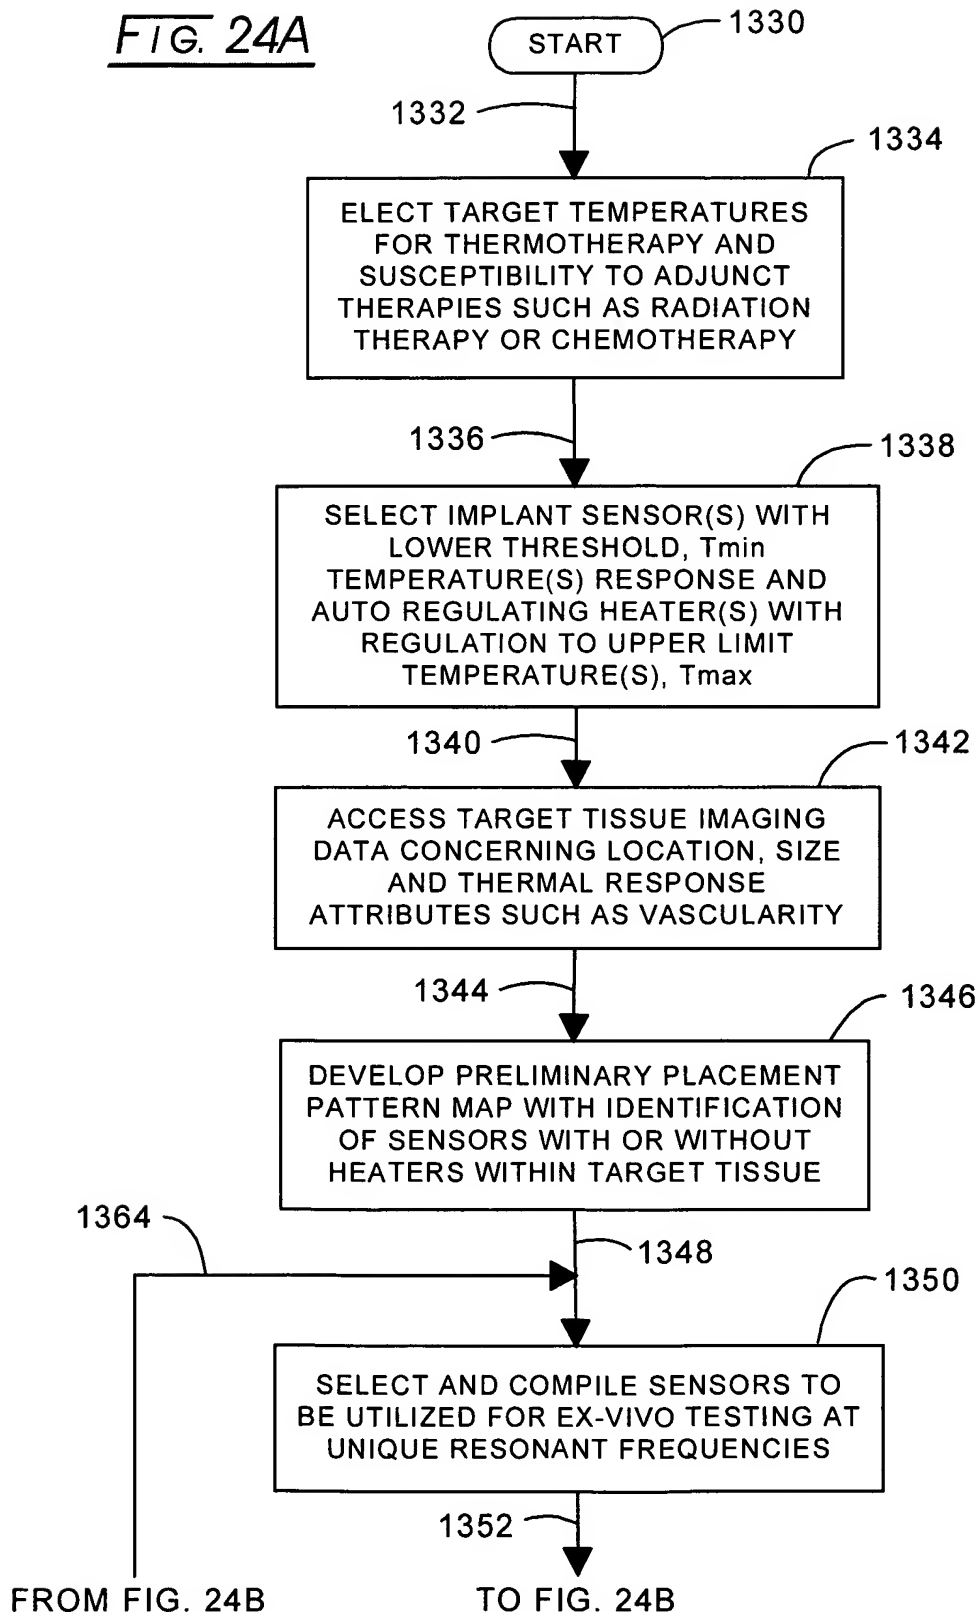 FIG. 24A
START
1330
1332
1334
ELECT TARGET TEMPERATURES
FOR THERMOTHERAPY AND
SUSCEPTIBILITY TO ADJUNCT
THERAPIES SUCH AS RADIATION
THERAPY OR CHEMOTHERAPY
1336
1338
SELECT IMPLANT SENSOR(S) WITH
LOWER THRESHOLD, Tmin
TEMPERATURE(S) RESPONSE AND
AUTO REGULATING HEATER(S) WITH
REGULATION TO UPPER LIMIT
TEMPERATURE(S), Tmax
1340
1342
ACCESS TARGET TISSUE IMAGING
DATA CONCERNING LOCATION, SIZE
AND THERMAL RESPONSE
ATTRIBUTES SUCH AS VASCULARITY
1344
1346
DEVELOP PRELIMINARY PLACEMENT
PATTERN MAP WITH IDENTIFICATION
OF SENSORS WITH OR WITHOUT
HEATERS WITHIN TARGET TISSUE
1364
1348
1350
SELECT AND COMPILE SENSORS TO
BE UTILIZED FOR EX-VIVO TESTING AT
UNIQUE RESONANT FREQUENCIES
1352
FROM FIG. 24B
TO FIG. 24B